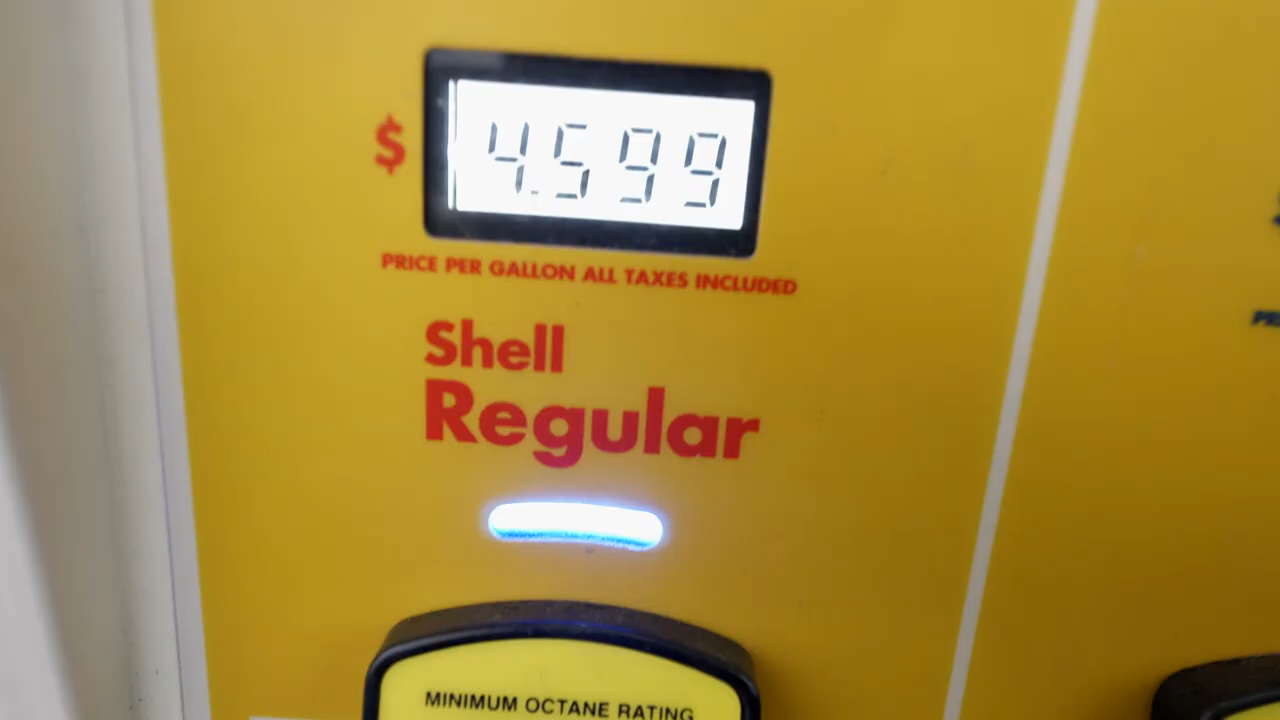 $ 4.599
PRICE PER GALLON ALL TAXES INCLUDED
Shell
Regular
MINIMUM OCTANE RATING